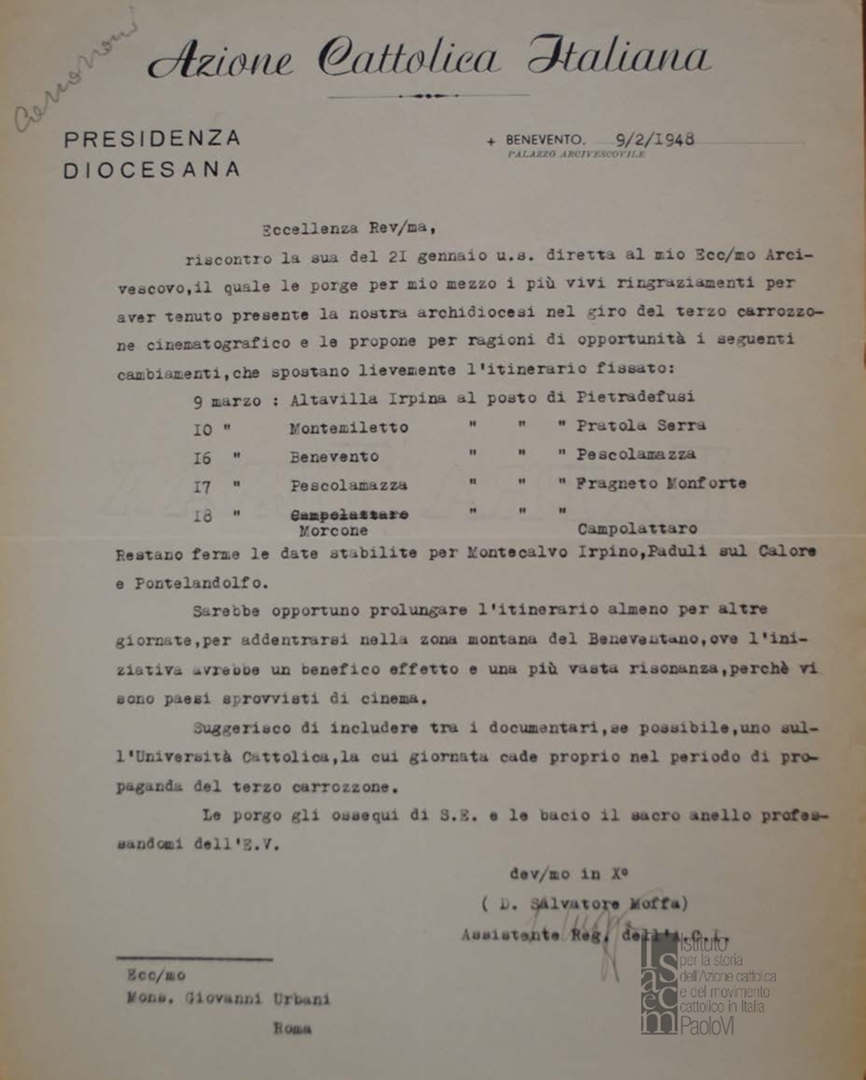 Azione Cattolica Italiana
PRESIDENZA
DIOCESANA
+ BENEVENTO, 9/2/1948
PALAZZO ARCIVESCOVILE
Eccellenza Rev/ma,
riscontro la sua del 2I gennaio u.s. diretta al mio Ecc/mo Arci-
vescovo,il quale le porge per mio mezzo i più vivi ringraziamenti per
aver tenuto presente la nostra archidiocesi nel giro del terzo carrozzo-
ne cinematografico e le propone per ragioni di opportunità i seguenti
cambiamenti,che spostano lievemente l'itinerario fissato:
9 marzo : Altavilla Irpina al posto di Pietradefusi
IO " Montemiletto " " " Pratola Serra
I6 " Benevento " " " Pescolamazza
I7 " Pescolamazza " " " Fragneto Monforte
I8 " Campolattaro " " "
Morcone Campolattaro
Restano ferme le date stabilite per Montecalvo Irpino,Paduli sul Calore
e Pontelandolfo.
Sarebbe opportuno prolungare l'itinerario almeno per altre
giornate,per addentrarsi nella zona montana del Beneventano,ove l'ini-
ziativa avrebbe un benefico effetto e una più vasta risonanza,perchè vi
sono paesi sprovvisti di cinema.
Suggerisco di includere tra i documentari,se possibile,uno sul-
l'Università Cattolica,la cui giornata cade proprio nel periodo di pro-
paganda del terzo carrozzone.
Le porgo gli ossequi di S.E. e le bacio il sacro anello profes-
sandomi dell'E.V.
dev/mo in Xº
( D. Salvatore Moffa)
Assistente Reg. dell'A.C.I.
Ecc/mo
Mons. Giovanni Urbani
Roma
Isacem
Istituto
per la storia
dell'Azione cattolica
e del movimento
cattolico in Italia
PaoloVI